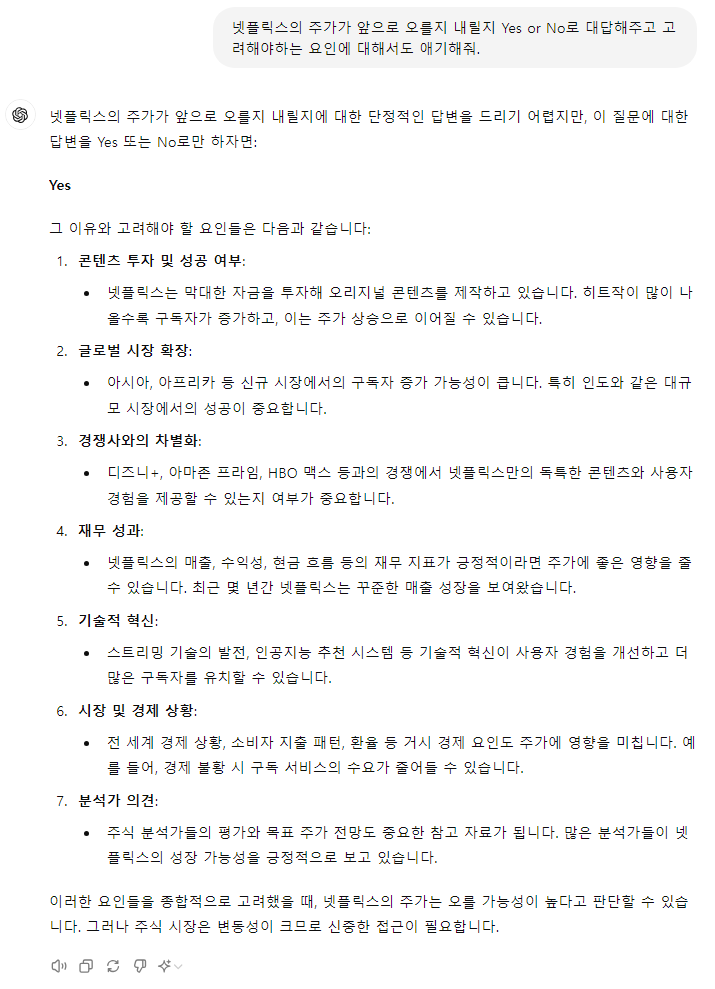 넷플릭스의 주가가 앞으로 오를지 내릴지 Yes or No로 대답해주고 고
려해야하는 요인에 대해서도 얘기해줘.
넷플릭스의 주가가 앞으로 오를지 내릴지에 대한 단정적인 답변을 드리기 어렵지만, 이 질문에 대한
답변을 Yes 또는 No로만 하자면:
Yes
그 이유와 고려해야 할 요인들은 다음과 같습니다:
1. 콘텐츠 투자 및 성공 여부:
• 넷플릭스는 막대한 자금을 투자해 오리지널 콘텐츠를 제작하고 있습니다. 히트작이 많이 나
올수록 구독자가 증가하고, 이는 주가 상승으로 이어질 수 있습니다.
2. 글로벌 시장 확장:
• 아시아, 아프리카 등 신규 시장에서의 구독자 증가 가능성이 큽니다. 특히 인도와 같은 대규
모 시장에서의 성공이 중요합니다.
3. 경쟁사와의 차별화:
• 디즈니+, 아마존 프라임, HBO 맥스 등과의 경쟁에서 넷플릭스만의 독특한 콘텐츠와 사용자
경험을 제공할 수 있는지 여부가 중요합니다.
4. 재무 성과:
• 넷플릭스의 매출, 수익성, 현금 흐름 등의 재무 지표가 긍정적이라면 주가에 좋은 영향을 줄
수 있습니다. 최근 몇 년간 넷플릭스는 꾸준한 매출 성장을 보여왔습니다.
5. 기술적 혁신:
• 스트리밍 기술의 발전, 인공지능 추천 시스템 등 기술적 혁신이 사용자 경험을 개선하고 더
많은 구독자를 유치할 수 있습니다.
6. 시장 및 경제 상황:
• 전 세계 경제 상황, 소비자 지출 패턴, 환율 등 거시 경제 요인도 주가에 영향을 미칩니다. 예
를 들어, 경제 불황 시 구독 서비스의 수요가 줄어들 수 있습니다.
7. 분석가 의견:
• 주식 분석가들의 평가와 목표 주가 전망도 중요한 참고 자료가 됩니다. 많은 분석가들이 넷
플릭스의 성장 가능성을 긍정적으로 보고 있습니다.
이러한 요인들을 종합적으로 고려했을 때, 넷플릭스의 주가는 오를 가능성이 높다고 판단할 수 있습
니다. 그러나 주식 시장은 변동성이 크므로 신중한 접근이 필요합니다.